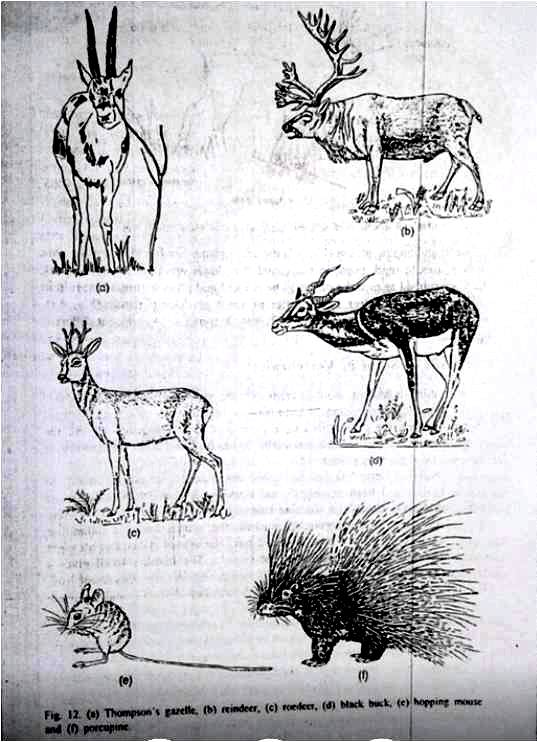 (a)
(b)
(c)
(d)
(e)
(f)
Fig. 12. (a) Thompson's gazelle, (b) reindeer, (c) roedeer, (d) black buck, (e) hopping mouse
and (f) porcupine.